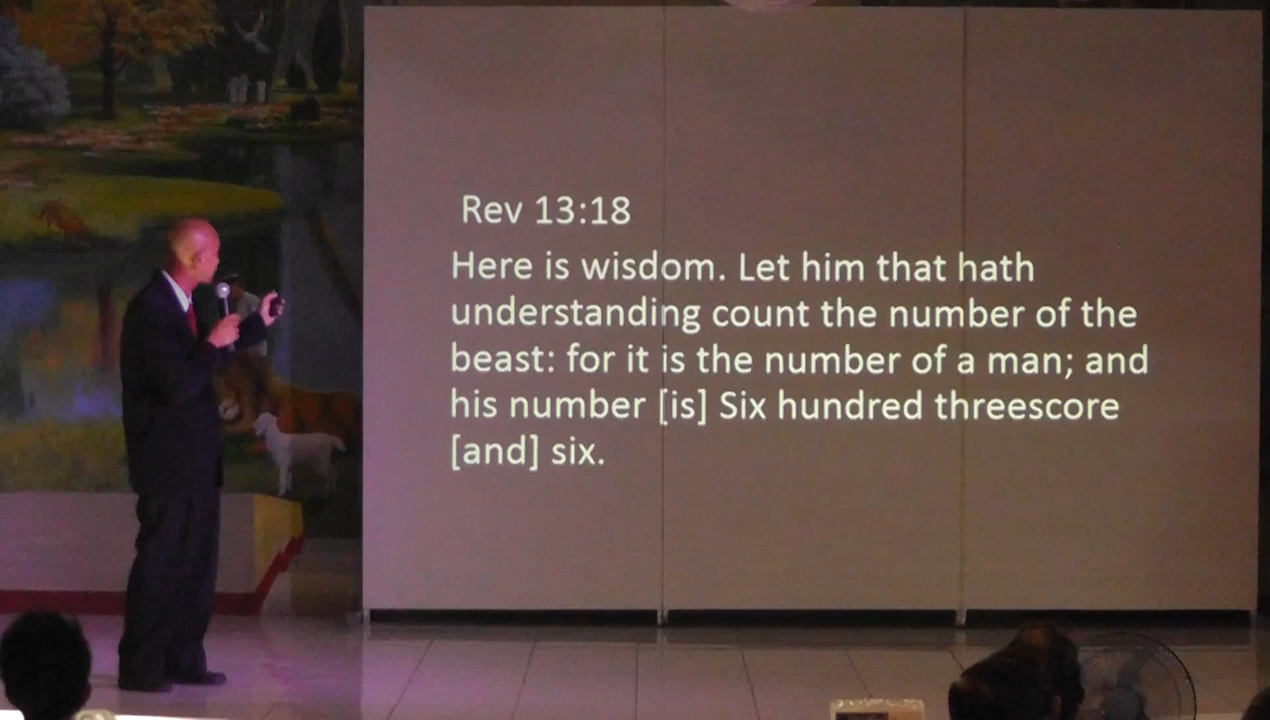 Rev 13:18
Here is wisdom. Let him that hath
understanding count the number of the
beast: for it is the number of a man; and
his number [is] Six hundred threescore
[and] six.